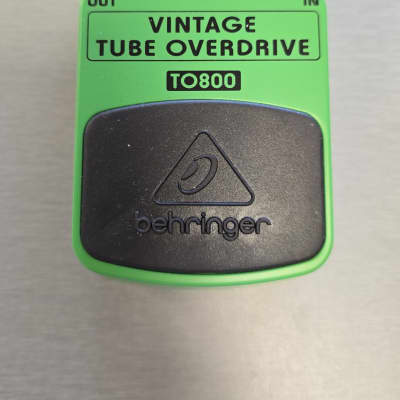 OUT IN
VINTAGE
TUBE OVERDRIVE
TO800
behringer